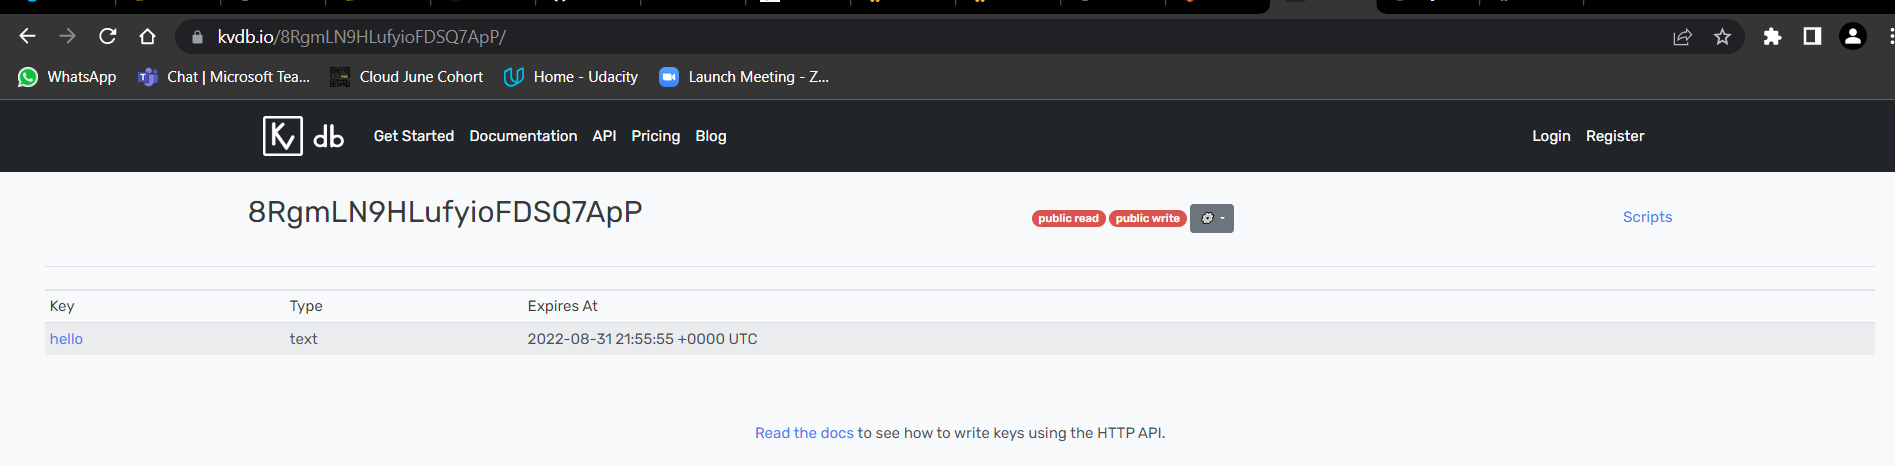 kvdb.io/8RgmLN9HLufyioFDSQ7ApP/
WhatsApp Chat | Microsoft Tea... Cloud June Cohort Home - Udacity Launch Meeting - Z...
Kv db Get Started Documentation API Pricing Blog Login Register
8RgmLN9HLufyioFDSQ7ApP public read public write Scripts
Key Type Expires At
hello text 2022-08-31 21:55:55 +0000 UTC
Read the docs to see how to write keys using the HTTP API.